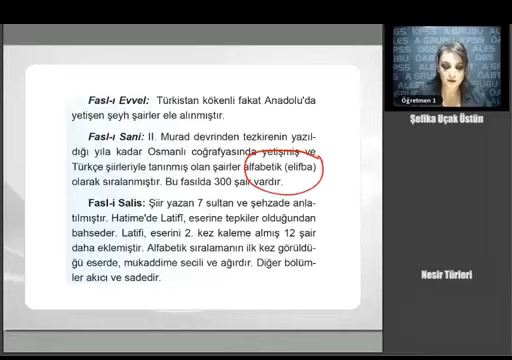 Fasl-ı Evvel: Türkistan kökenli fakat Anadolu'da
yetişen şeyh şairler ele alınmıştır.
Fasl-ı Sani: II. Murad devrinden tezkirenin yazıl-
dığı yıla kadar Osmanlı coğrafyasında yetişmiş ve
Türkçe şiirleriyle tanınmış olan şairler alfabetik (elifba)
olarak sıralanmıştır. Bu fasılda 300 şair vardır.
Fasl-i Salis: Şiir yazan 7 sultan ve şehzade anla-
tılmıştır. Hatime'de Latifî, eserine tepkiler olduğundan
bahseder. Latifi, eserini 2. kez kaleme almış 12 şair
daha eklemiştir. Alfabetik sıralamanın ilk kez görüldü-
ğü eserde, mukaddime secili ve ağırdır. Diğer bölüm-
ler akıcı ve sadedir.
Öğretmen 1
Şefika Uçak Üstün
Nesir Türleri